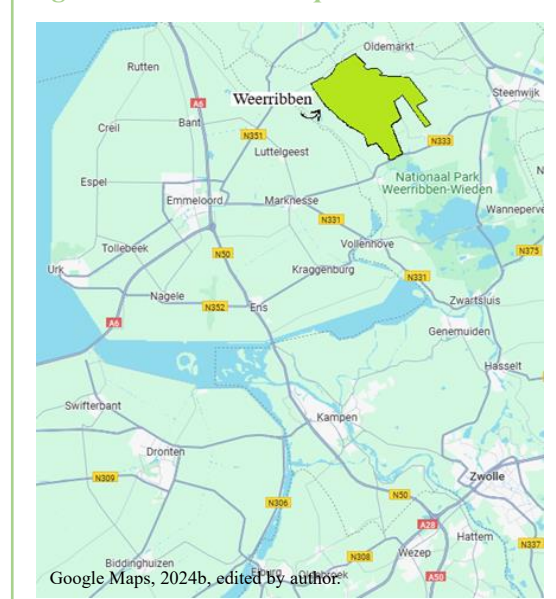 Oldemarkt
Rutten
Steenwijk
A6
Weerribben
Creil
Bant
N351
N333
Luttelgeest
Nationaal Park
Weerribben-Wieden
Espel
Emmeloord
Marknesse
Wanneperve
N331
Tollebeek
Vollenhove
N50
N375
Urk
Kraggenburg
N331
Nagele
N352
Ens
Zwartsluis
A6
Genemuiden
Hasselt
Swifterbant
Kampen
Dronten
N309
Zwolle
N50
N306
A28
Hattem
N337
Wezep
N308
Biddinghuizen
A50
Elburg
Google Maps, 2024b, edited by author.